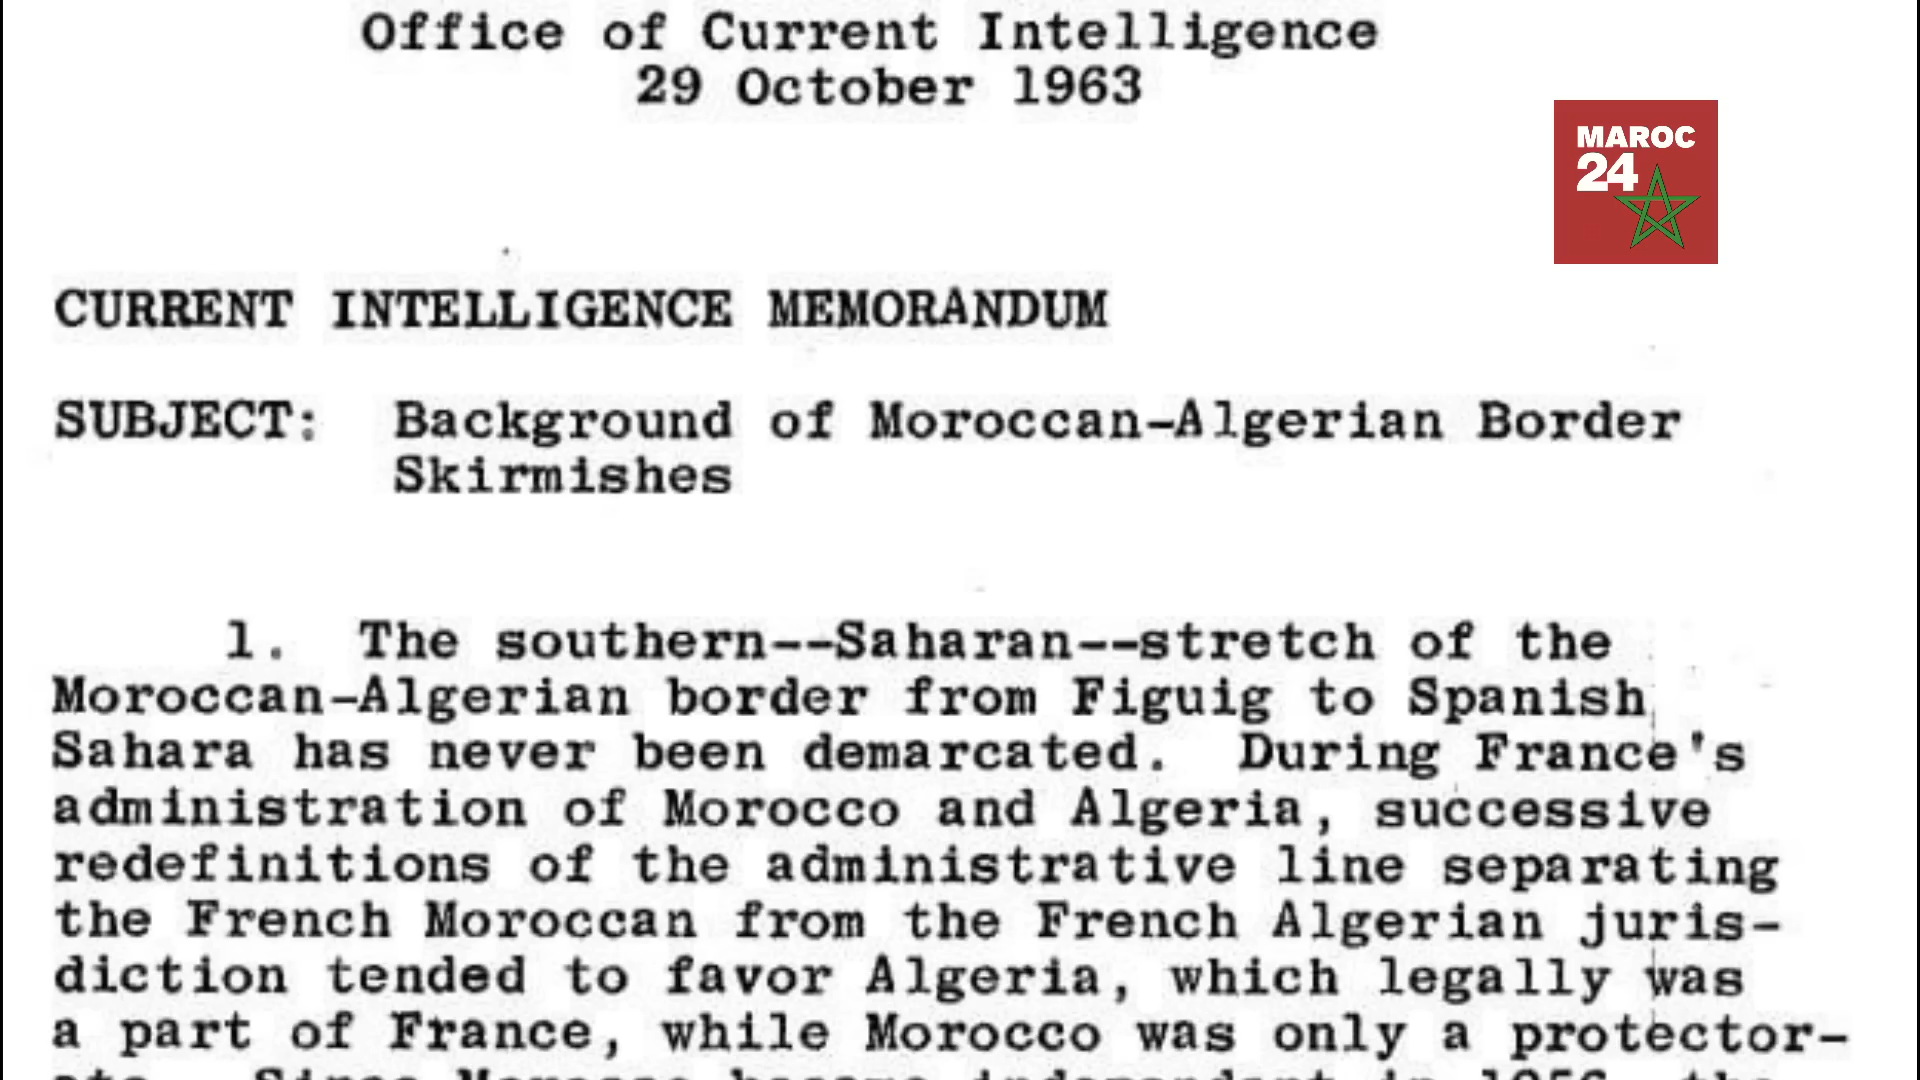 Office of Current Intelligence
29 October 1963
MAROC
24
CURRENT INTELLIGENCE MEMORANDUM
SUBJECT: Background of Moroccan-Algerian Border
Skirmishes
1. The southern--Saharan--stretch of the
Moroccan-Algerian border from Figuig to Spanish
Sahara has never been demarcated. During France's
administration of Morocco and Algeria, successive
redefinitions of the administrative line separating
the French Moroccan from the French Algerian juris-
diction tended to favor Algeria, which legally was
a part of France, while Morocco was only a protector-